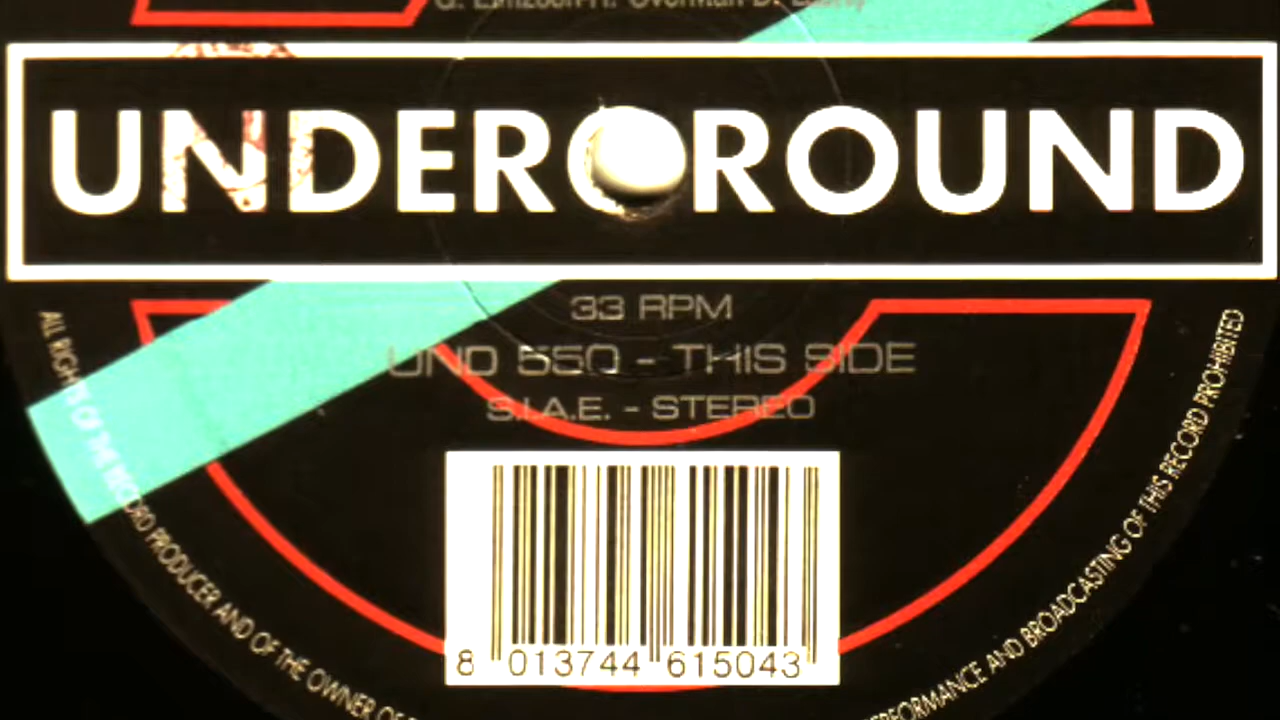 UNDERGROUND
33 RPM
UND 550 - THIS SIDE
S.I.A.E. - STEREO
8 013744 615043
ALL RIGHTS OF THE RECORD PRODUCER AND OF THE OWNER OF
PERFORMANCE AND BROADCASTING OF THIS RECORD PROHIBITED